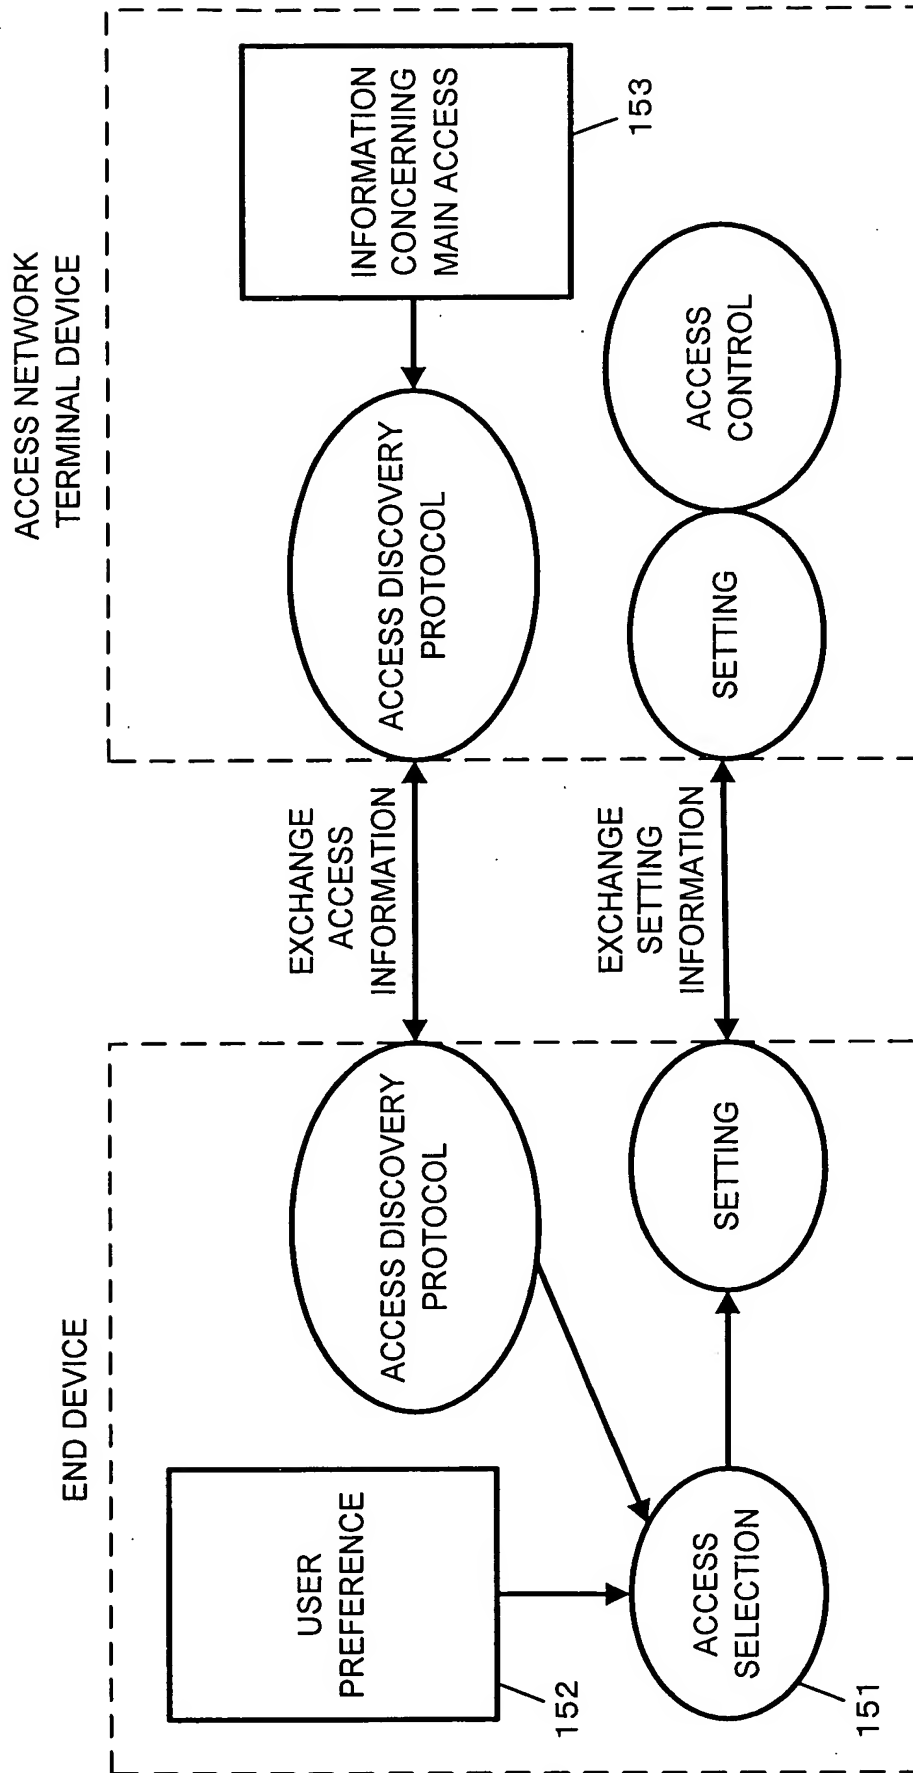 END DEVICE
USER
PREFERENCE
152
ACCESS DISCOVERY
PROTOCOL
ACCESS
SELECTION
151
SETTING
EXCHANGE
ACCESS
INFORMATION
EXCHANGE
SETTING
INFORMATION
ACCESS NETWORK
TERMINAL DEVICE
ACCESS DISCOVERY
PROTOCOL
INFORMATION
CONCERNING
MAIN ACCESS
153
SETTING
ACCESS
CONTROL